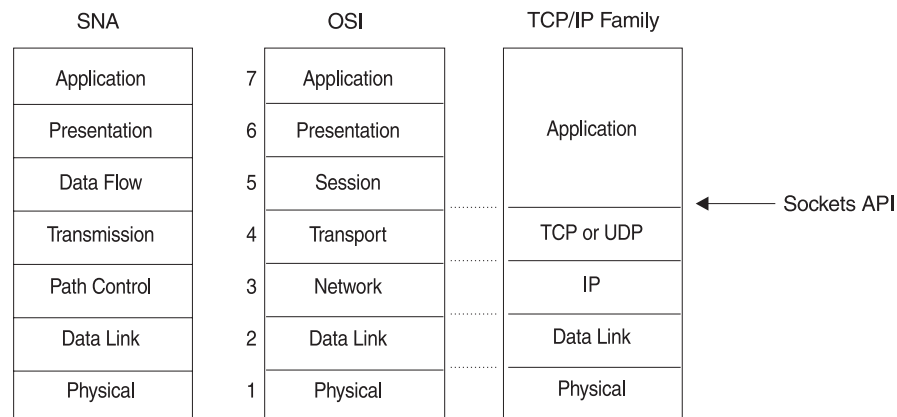 SNA OSI TCP/IP Family
Application 7 Application
Presentation 6 Presentation Application
Data Flow 5 Session
Sockets API
Transmission 4 Transport TCP or UDP
Path Control 3 Network IP
Data Link 2 Data Link Data Link
Physical 1 Physical Physical